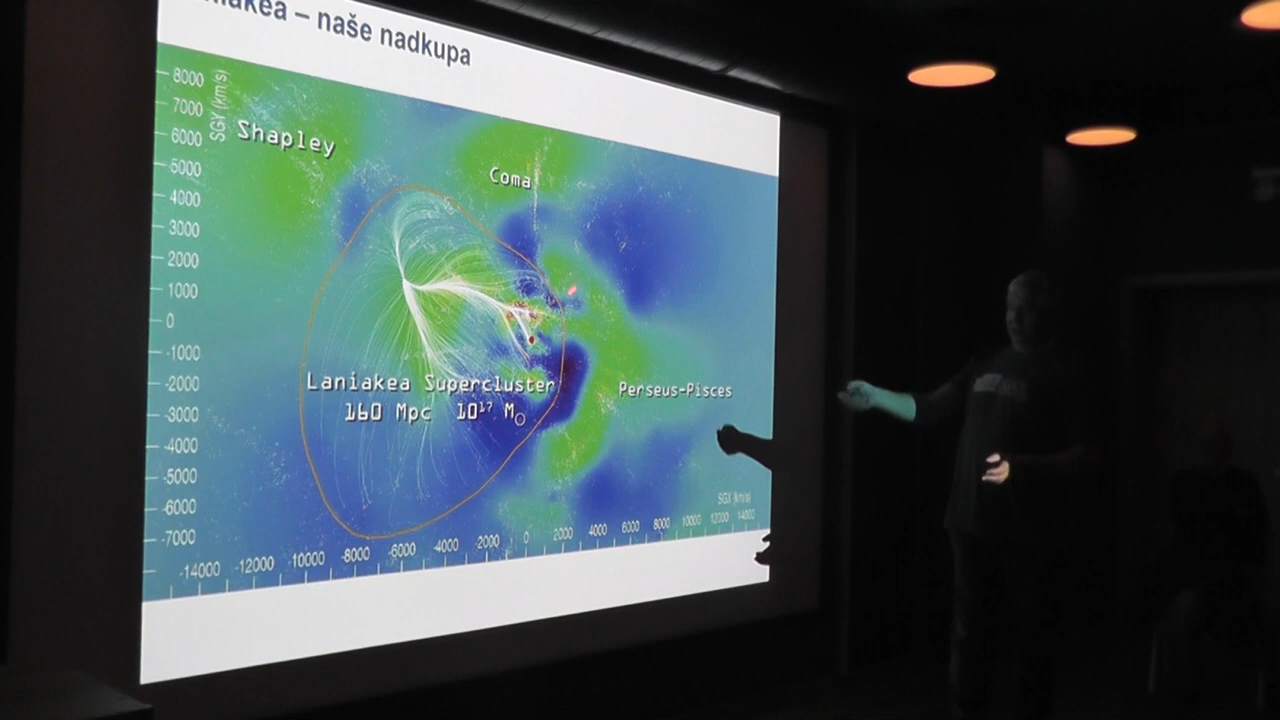 niakea – naše nadkupa
8000
7000
6000
5000
4000
3000
2000
1000
0
-1000
-2000
-3000
-4000
-5000
-6000
-7000
SGY (km/s)
Shapley
Coma
Laniakea Supercluster
160 Mpc 10¹⁷ M☉
Perseus-Pisces
SGX (km/s)
-14000 -12000 10000 -8000 -6000 -4000 -2000 0 2000 4000 6000 8000 10000 12000 14000